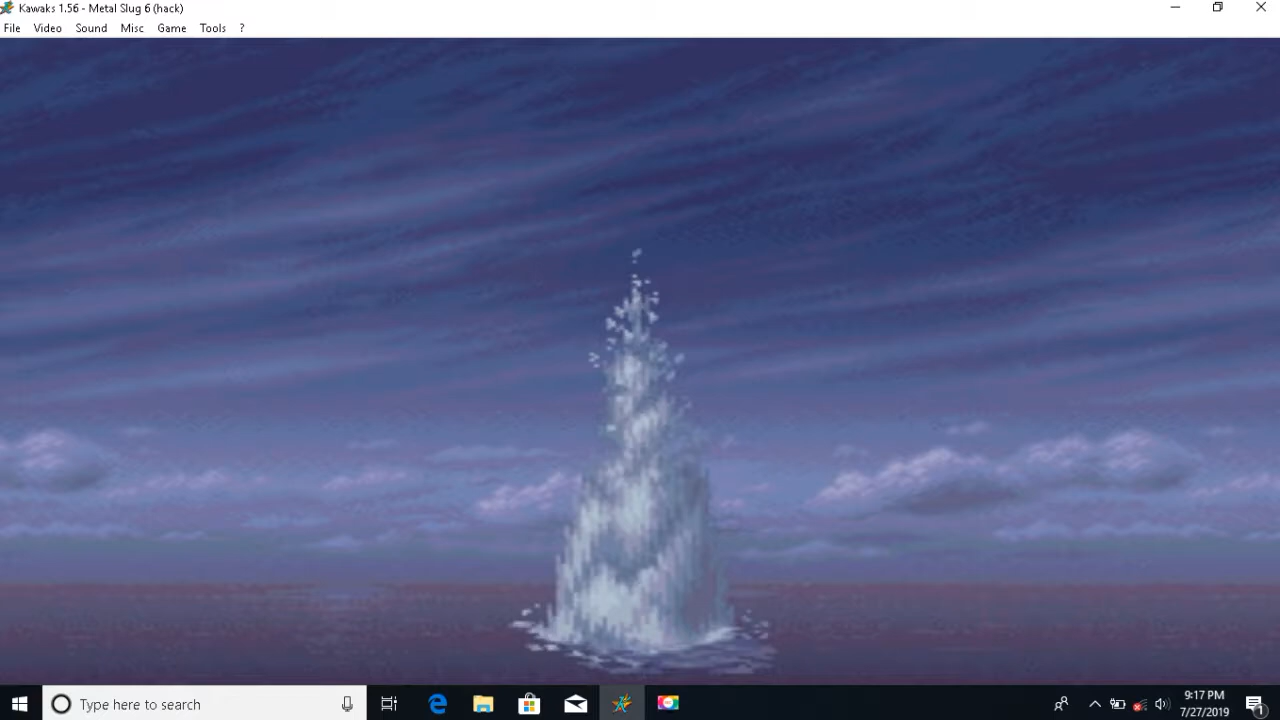 Kawaks 1.56 - Metal Slug 6 (hack)
File Video Sound Misc Game Tools ?
Type here to search
9:17 PM
7/27/2019
1